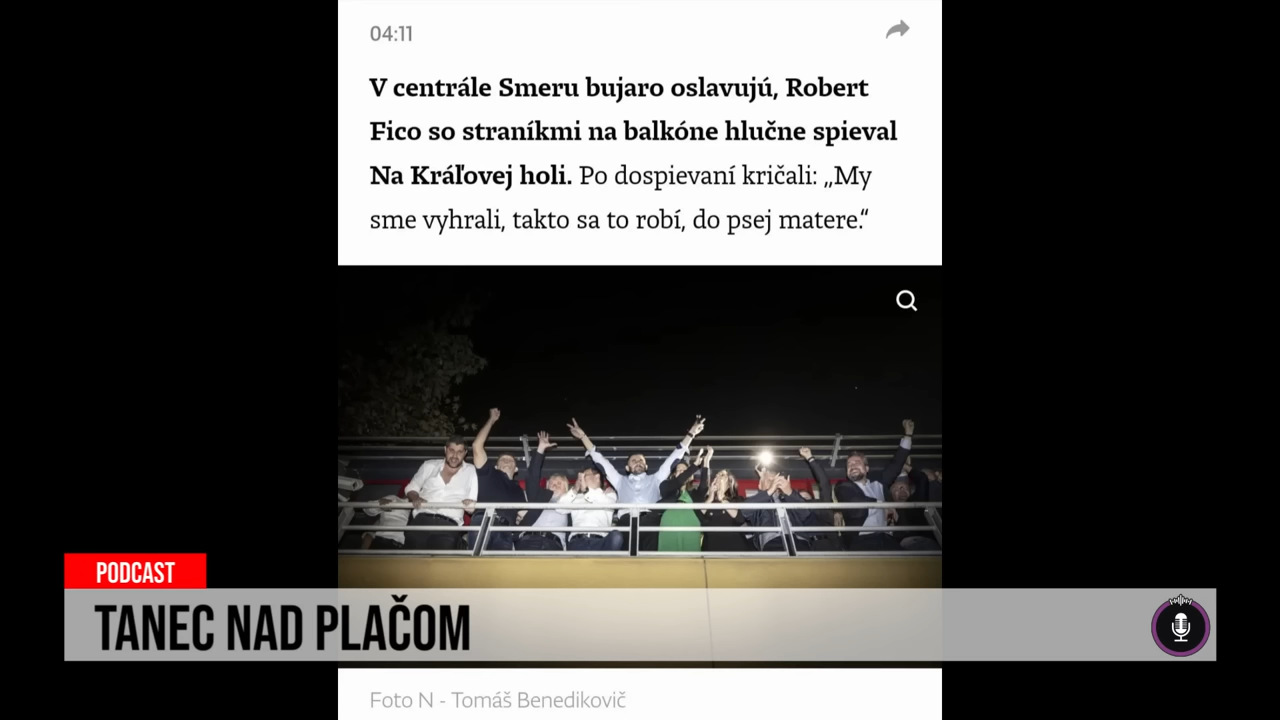 04:11
V centrále Smeru bujaro oslavujú, Robert
Fico so straníkmi na balkóne hlučne spieval
Na Kráľovej holi. Po dospievaní kričali: „My
sme vyhrali, takto sa to robí, do psej matere.“
PODCAST
TANEC NAD PLAČOM
Foto N - Tomáš Benedikovič